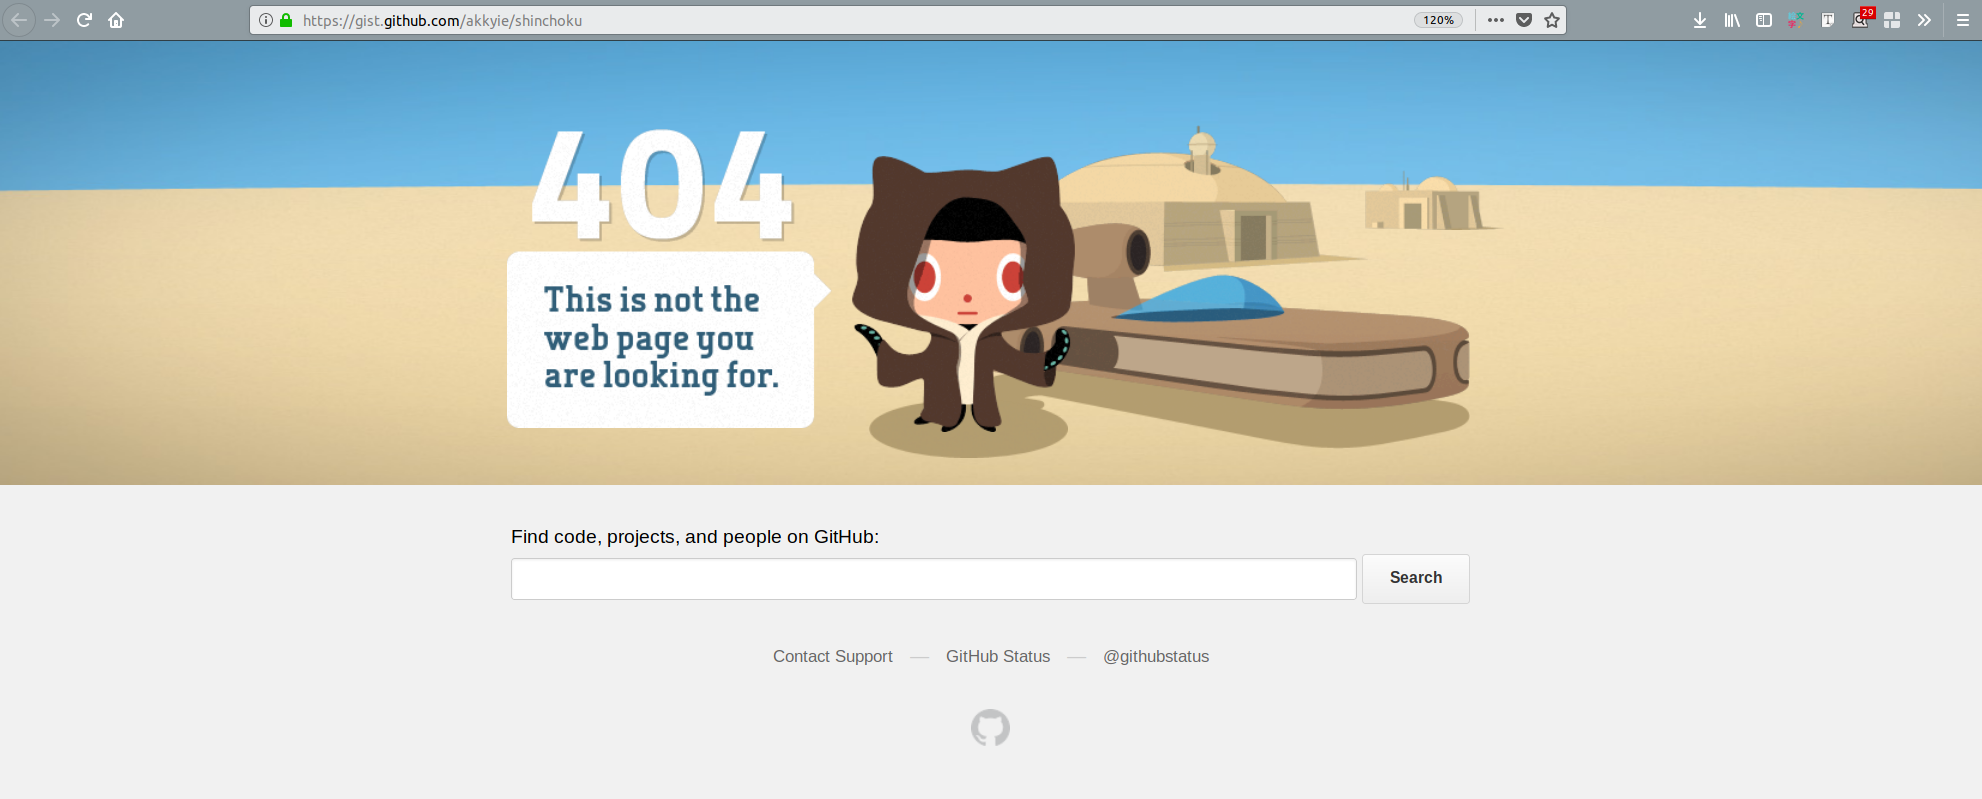 https://gist.github.com/akkyie/shinchoku
120%
29
404
This is not the
web page you
are looking for.
Find code, projects, and people on GitHub:
Search
Contact Support — GitHub Status — @githubstatus